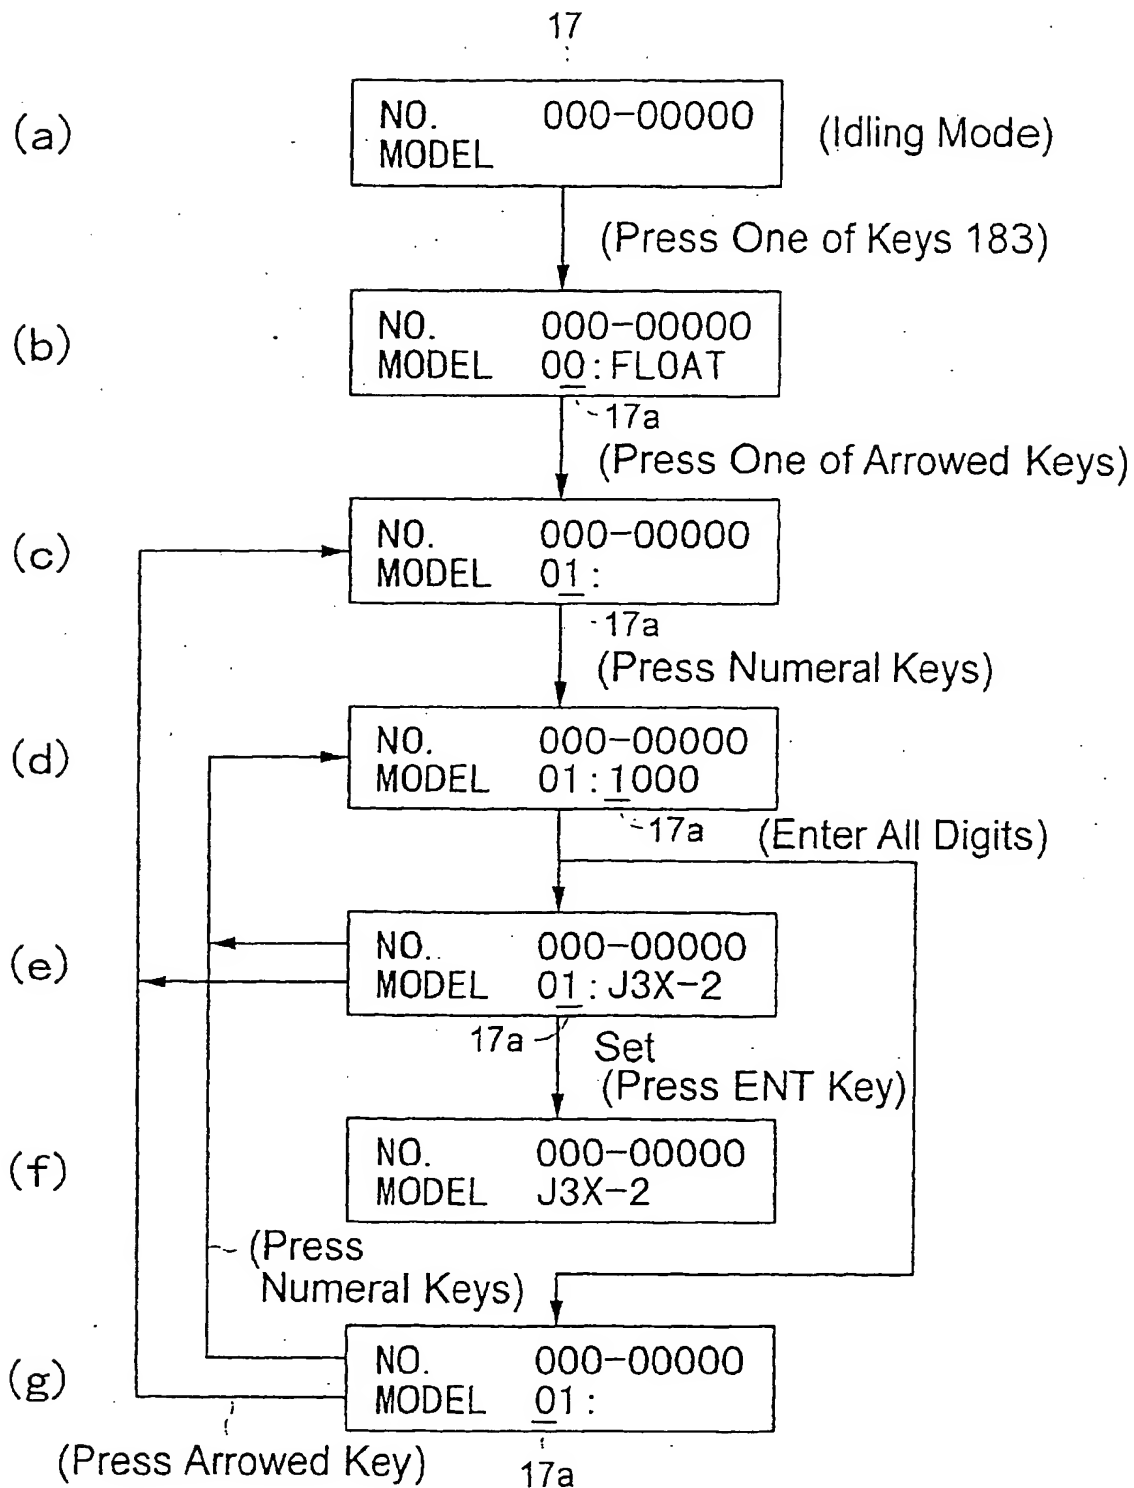 17
(a)
NO. 000-00000
MODEL
(Idling Mode)
(Press One of Keys 183)
(b)
NO. 000-00000
MODEL 00:FLOAT
17a
(Press One of Arrowed Keys)
(c)
NO. 000-00000
MODEL 01:
17a
(Press Numeral Keys)
(d)
NO. 000-00000
MODEL 01:1000
17a
(Enter All Digits)
(e)
NO. 000-00000
MODEL 01:J3X-2
17a
Set
(Press ENT Key)
(f)
NO. 000-00000
MODEL J3X-2
(Press
Numeral Keys)
(g)
NO. 000-00000
MODEL 01:
(Press Arrowed Key)
17a